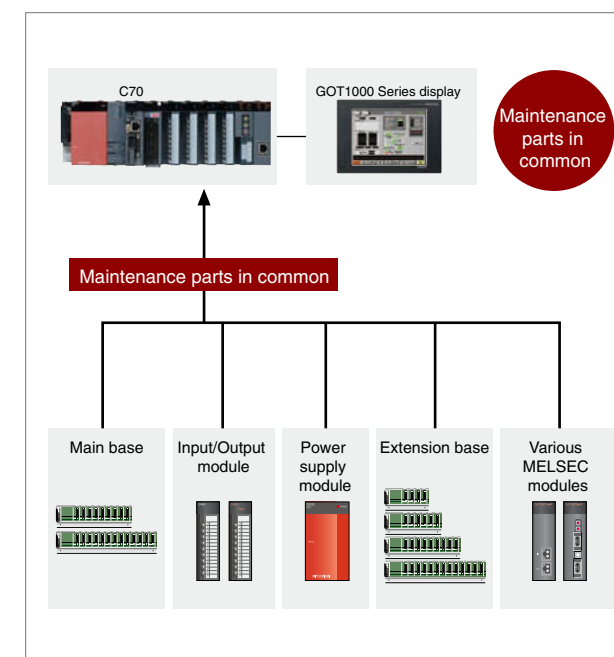 C70
GOT1000 Series display
Maintenance
parts in
common
Maintenance parts in common
Main base
Input/Output
module
Power
supply
module
Extension base
Various
MELSEC
modules